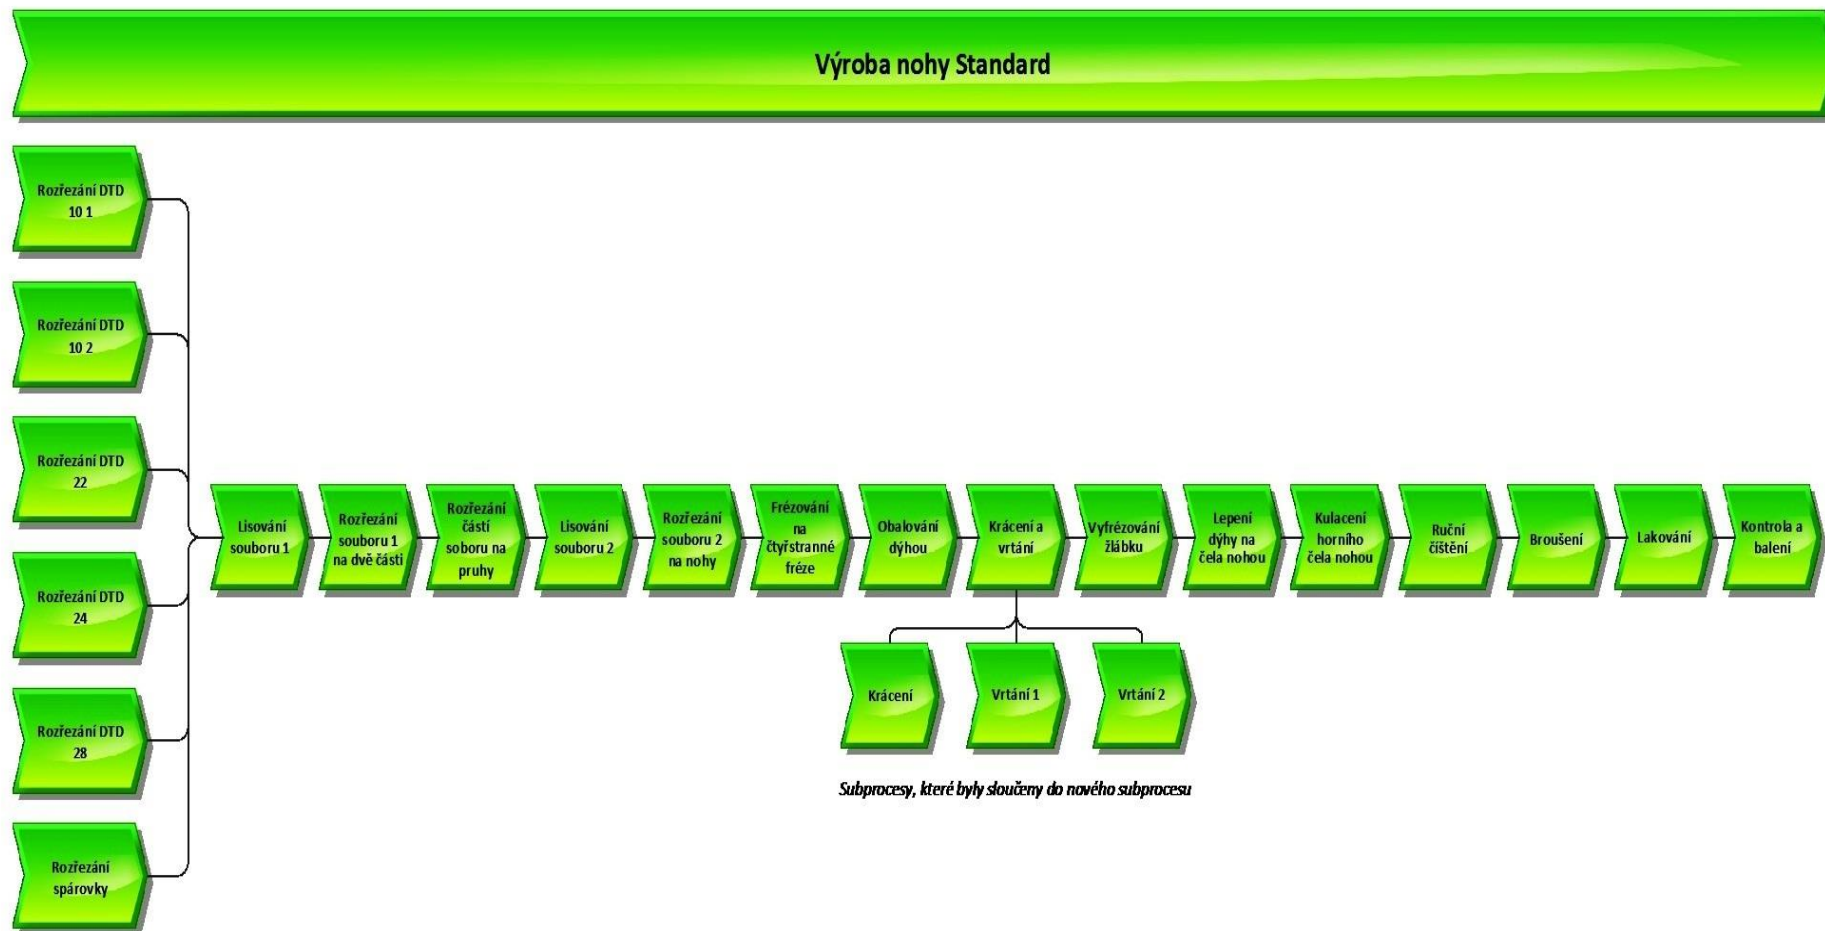 Výroba nohy Standard
Rozřezání DTD
10 1
Rozřezání DTD
10 2
Rozřezání DTD
22
Rozřezání DTD
24
Rozřezání DTD
28
Rozřezání
spárovky
Lisování
souboru 1
Rozřezání
souboru 1
na dvě části
Rozřezání
částí
soboru na
pruhy
Lisování
souboru 2
Rozřezání
souboru 2
na nohy
Frézování
na
čtyřstranné
fréze
Obalování
dýhou
Krácení a
vrtání
Vyfrézování
žlábku
Lepení
dýhy na
čela nohou
Kulacení
horního
čela nohou
Ruční
číštění
Broušení
Lakování
Kontrola a
balení
Krácení
Vrtání 1
Vrtání 2
Subprocesy, které byly sloučeny do nového subprocesu